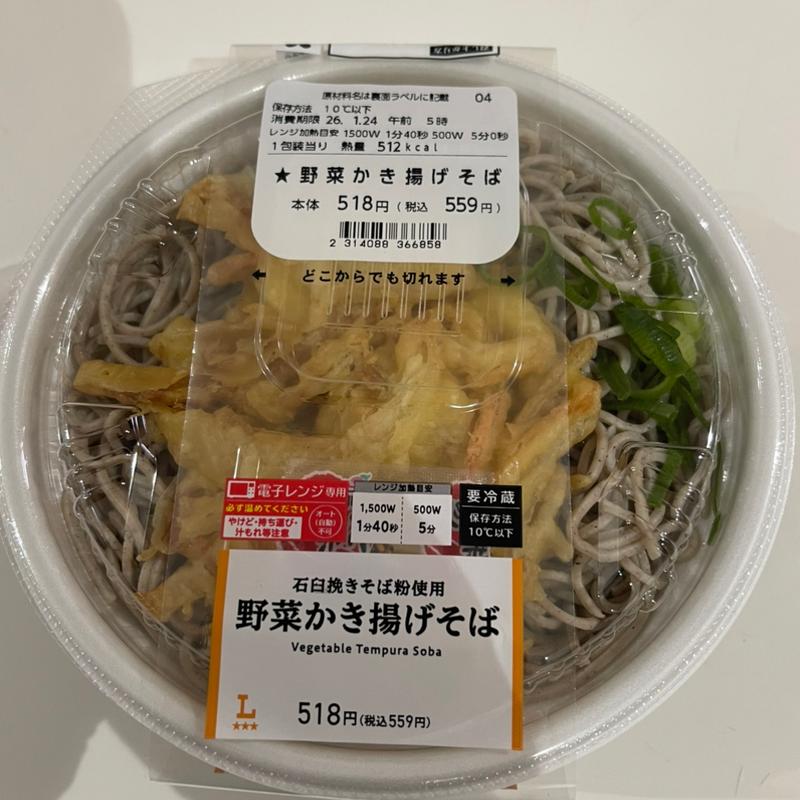 原材料名は裏面ラベルに記載 04
保存方法 10℃以下
消費期限 26. 1.24 午前 5時
レンジ加熱目安 1500W 1分40秒 500W 5分0秒
1包装当り 熱量 512kcal
★野菜かき揚げそば
本体 518円(税込 559円)
2 314088 366858
← どこからでも切れます →
電子レンジ専用
必ず温めてください
やけど・持ち運び・
汁もれ等注意
オート
(自動)
不可
レンジ加熱目安
1,500W 500W
1分40秒 5分
要冷蔵
保存方法
10℃以下
石臼挽きそば粉使用
野菜かき揚げそば
Vegetable Tempura Soba
L
★★★
518円(税込559円)